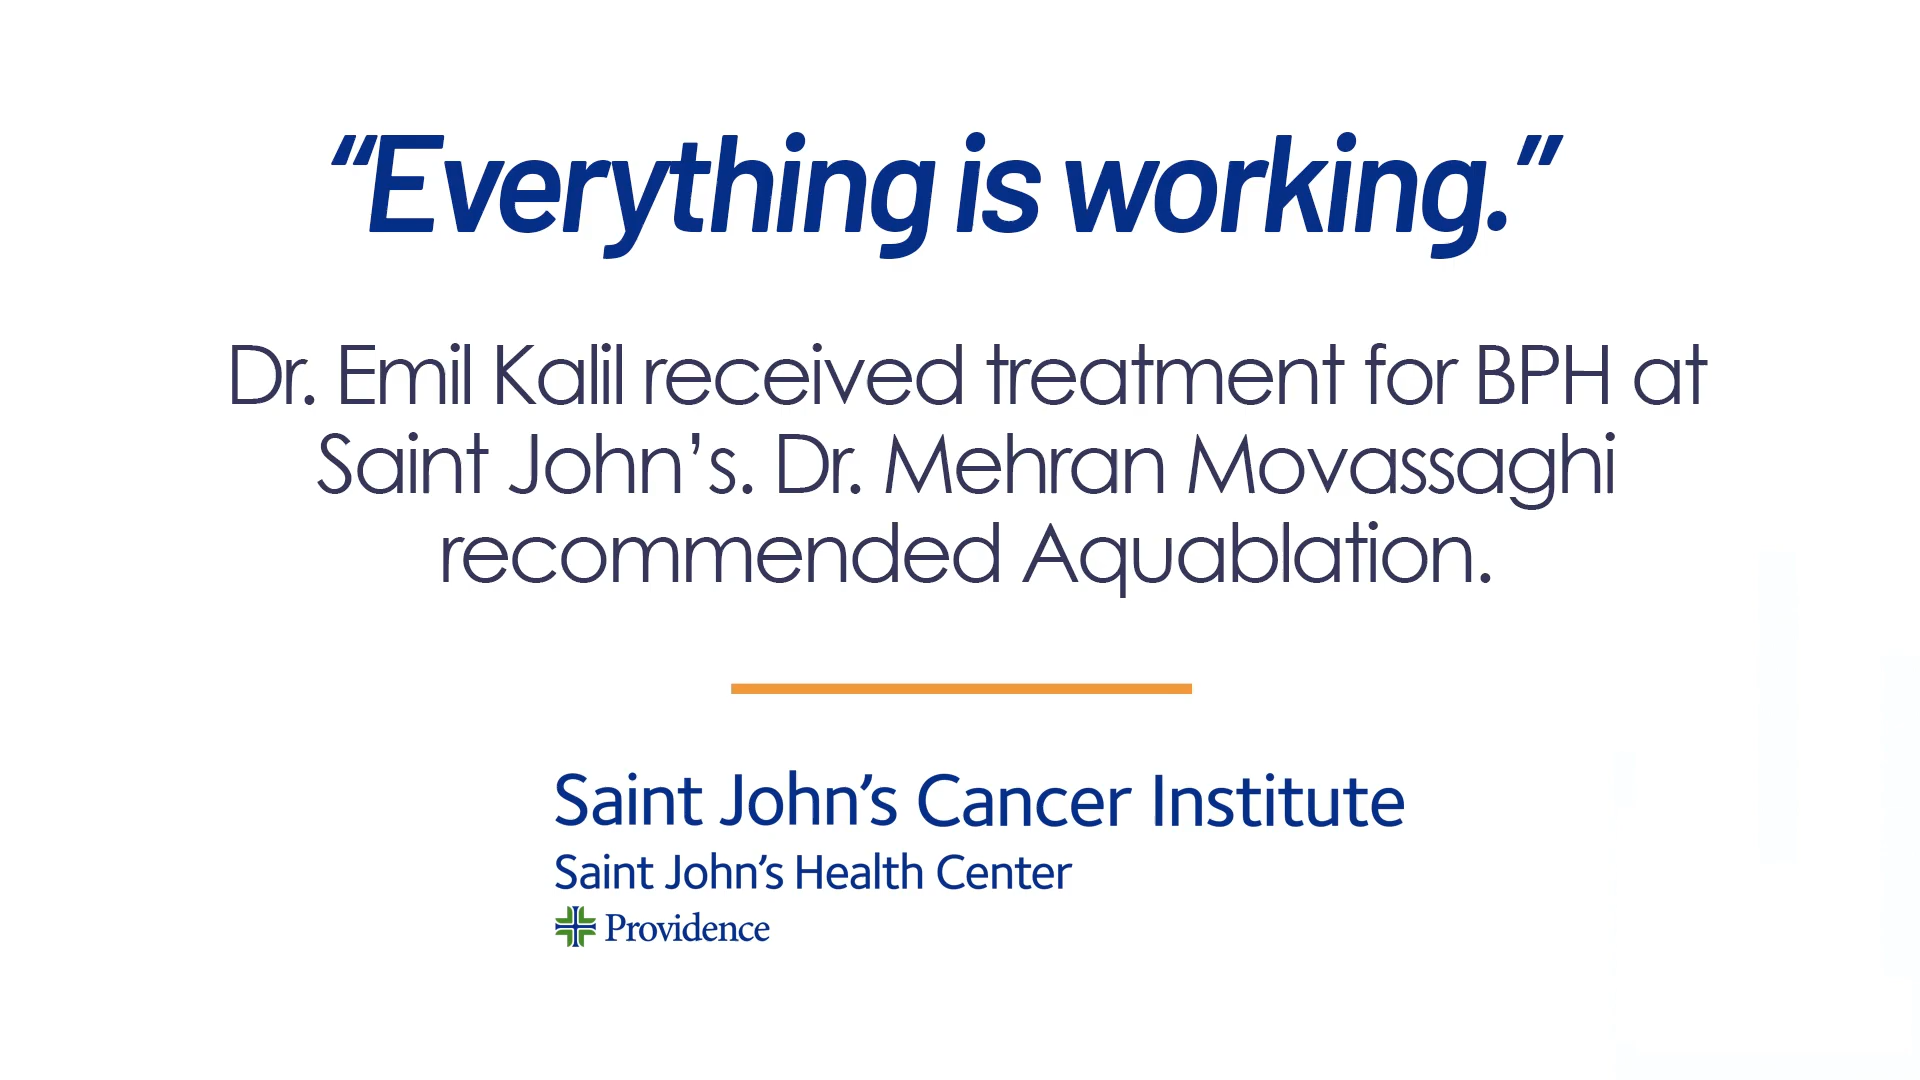 “Everything is working.”
Dr. Emil Kalil received treatment for BPH at
Saint John’s. Dr. Mehran Movassaghi
recommended Aquablation.
Saint John’s Cancer Institute
Saint John’s Health Center
Providence